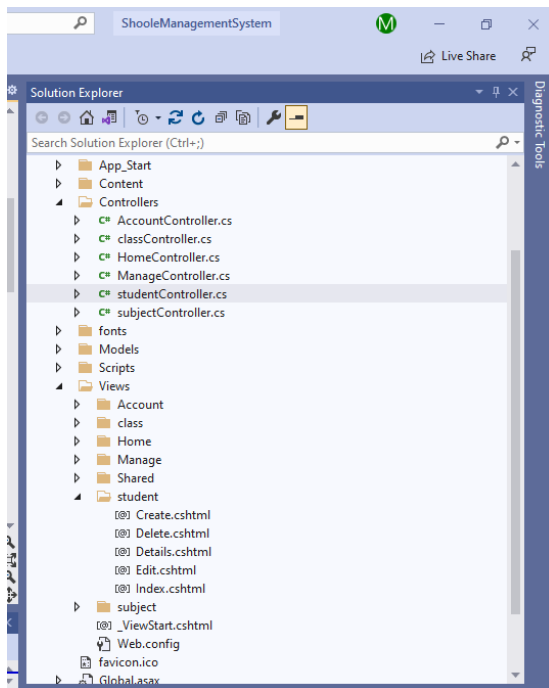 ShooleManagementSystem
M
Live Share
Solution Explorer
Search Solution Explorer (Ctrl+;)
App_Start
Content
Controllers
C# AccountController.cs
C# classController.cs
C# HomeController.cs
C# ManageController.cs
C# studentController.cs
C# subjectController.cs
fonts
Models
Scripts
Views
Account
class
Home
Manage
Shared
student
[@] Create.cshtml
[@] Delete.cshtml
[@] Details.cshtml
[@] Edit.cshtml
[@] Index.cshtml
subject
[@] _ViewStart.cshtml
Web.config
favicon.ico
Global.asax
Diagnostic Tools